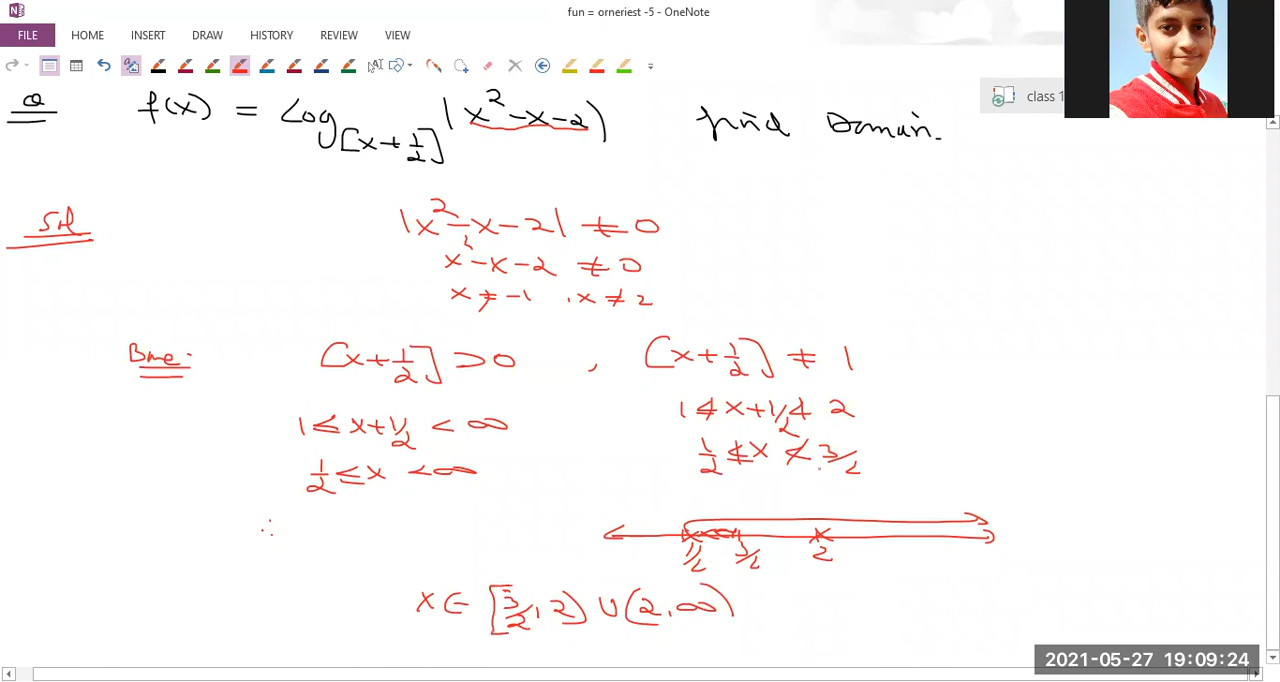 fun = orneriest -5 - OneNote
FILE HOME INSERT DRAW HISTORY REVIEW VIEW
class 1
Q f(x) = Log[x+1/2] |x²-x-2| find Domain.
Sol |x²-x-2| ≠ 0
x²-x-2 ≠ 0
x ≠ -1, x ≠ 2
Base. [x+1/2] > 0, [x+1/2] ≠ 1
1 ≤ x+1/2 < ∞
1 ≰ x+1/2 ≮ 2
1/2 ≤ x < ∞
1/2 ≰ x ≮ 3/2
∴
1/2 3/2 2
x ∈ [3/2, 2) ∪ (2, ∞)
2021-05-27 19:09:24